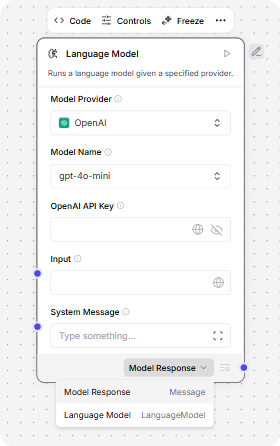 Code Controls Freeze
Language Model
Runs a language model given a specified provider.
Model Provider
OpenAI
Model Name
gpt-4o-mini
OpenAI API Key
Input
System Message
Type something...
Model Response
Model Response Message
Language Model LanguageModel